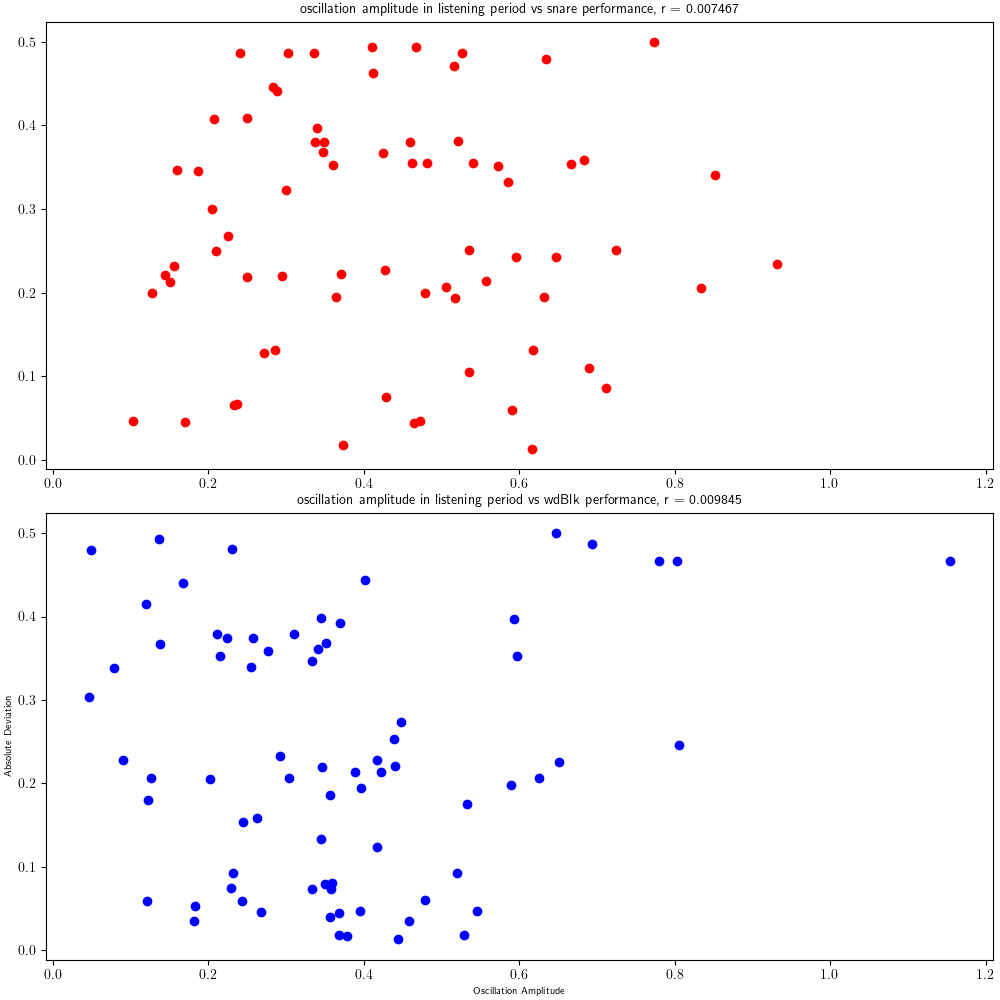 oscillation amplitude in listening period vs snare performance, r = 0.007467
0.5
0.4
0.3
0.2
0.1
0.0
0.0 0.2 0.4 0.6 0.8 1.0 1.2
oscillation amplitude in listening period vs wdBlk performance, r = 0.009845
0.5
0.4
0.3
0.2
0.1
0.0
Absolute Deviation
0.0 0.2 0.4 0.6 0.8 1.0 1.2
Oscillation Amplitude